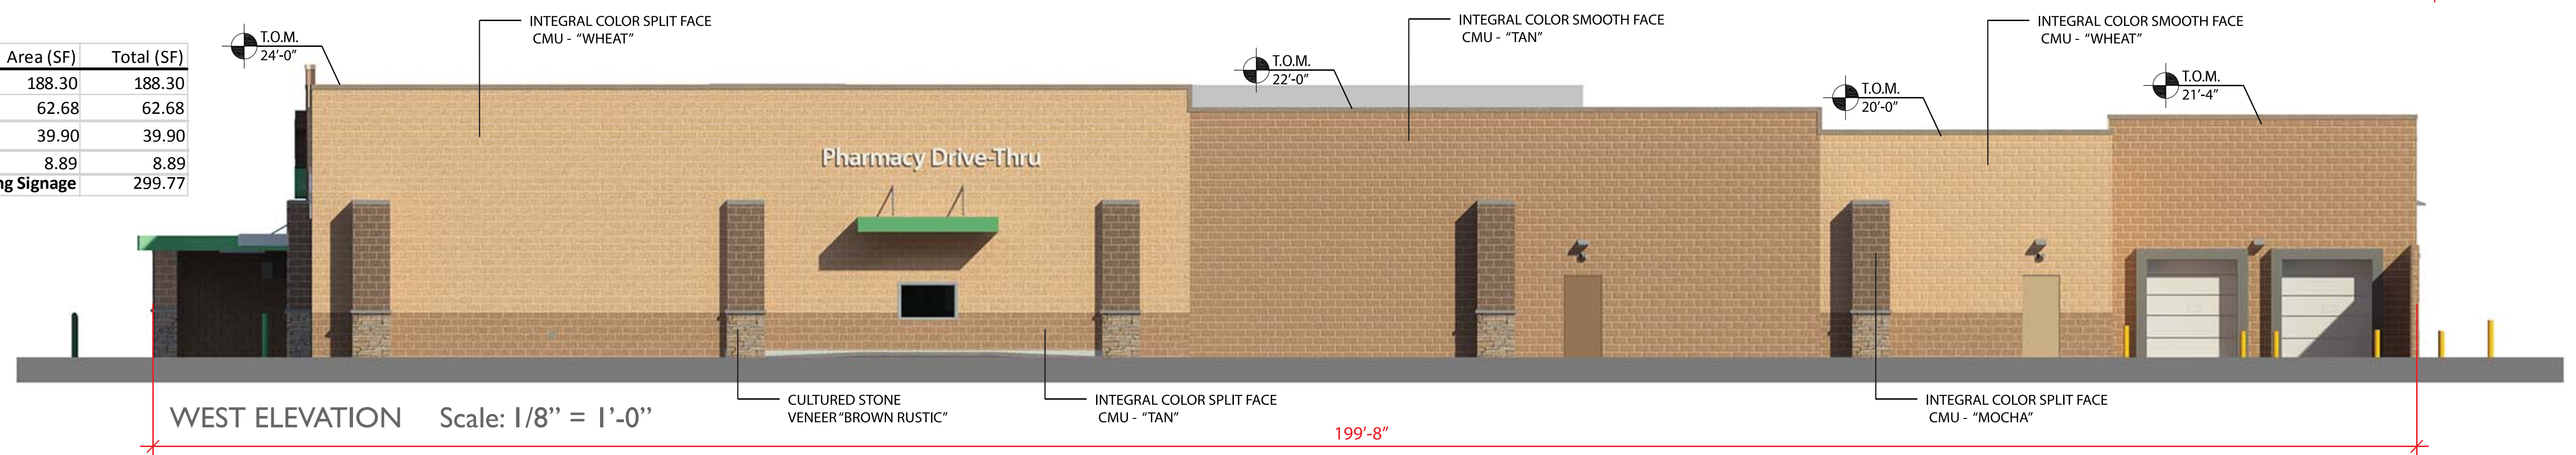 INTEGRAL COLOR SPLIT FACE
CMU - “WHEAT”
INTEGRAL COLOR SMOOTH FACE
CMU - “TAN”
INTEGRAL COLOR SMOOTH FACE
CMU - “WHEAT”
T.O.M.
24’-0”
T.O.M.
22’-0”
T.O.M.
20’-0”
T.O.M.
21’-4”
Area (SF) Total (SF)
188.30 188.30
62.68 62.68
39.90 39.90
8.89 8.89
ng Signage 299.77
Pharmacy Drive-Thru
CULTURED STONE
VENEER “BROWN RUSTIC”
INTEGRAL COLOR SPLIT FACE
CMU - “TAN”
INTEGRAL COLOR SPLIT FACE
CMU - “MOCHA”
WEST ELEVATION Scale: 1/8” = 1’-0”
199’-8”